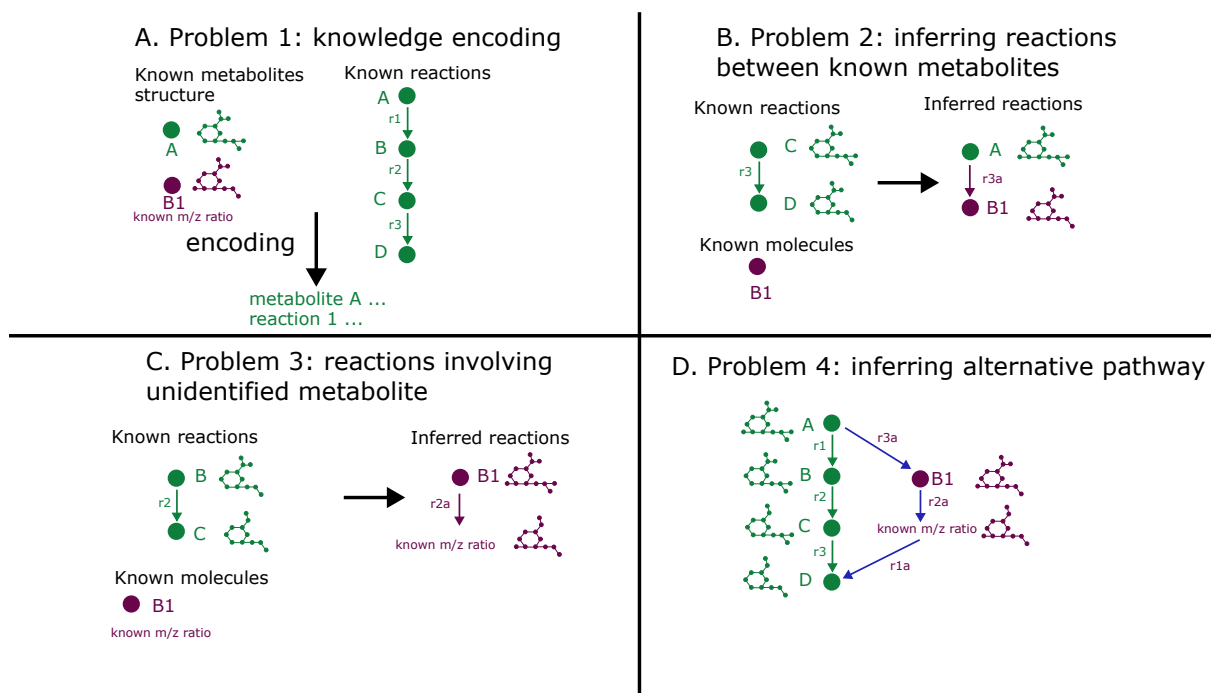 A. Problem 1: knowledge encoding
Known metabolites
structure
Known reactions
A
B1
known m/z ratio
A
r1
B
r2
C
r3
D
encoding
metabolite A ...
reaction 1 ...
B. Problem 2: inferring reactions
between known metabolites
Known reactions
Inferred reactions
C
r3
D
A
r3a
B1
Known molecules
B1
C. Problem 3: reactions involving
unidentified metabolite
Known reactions
Inferred reactions
B
r2
C
B1
r2a
known m/z ratio
Known molecules
B1
known m/z ratio
D. Problem 4: inferring alternative pathway
A
r1
r3a
B
B1
r2
r2a
C
known m/z ratio
r3
r1a
D